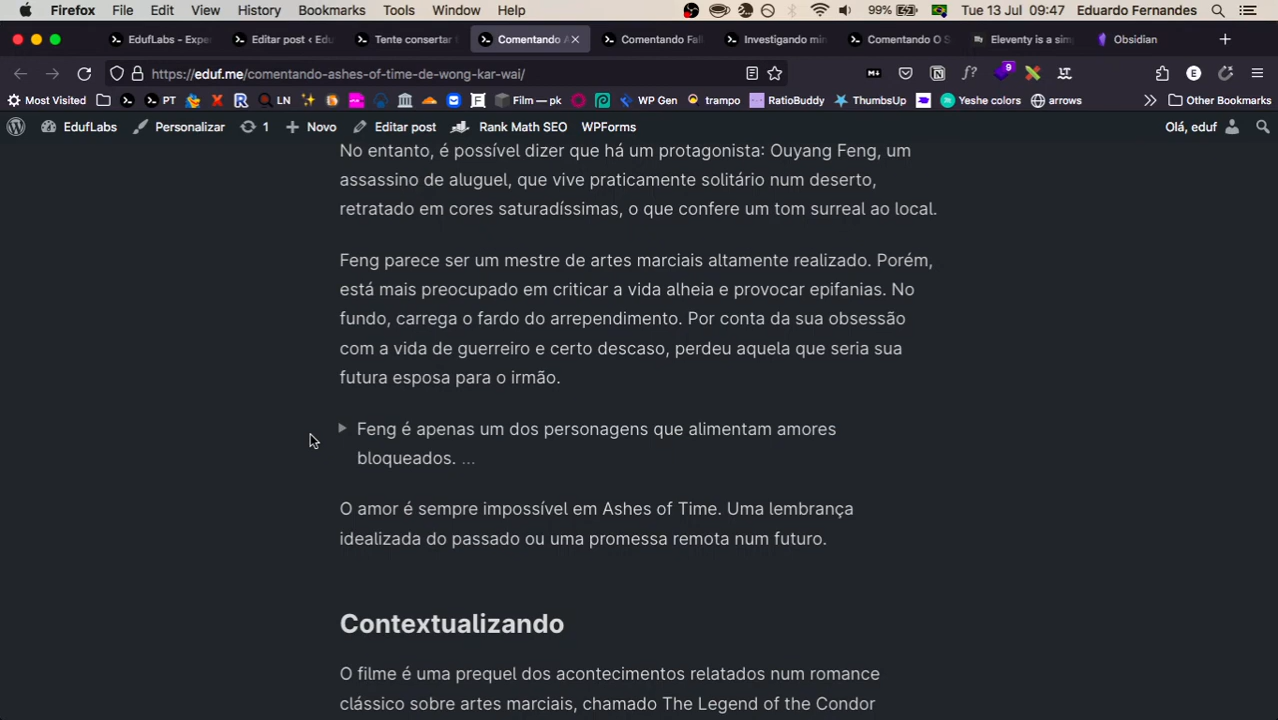 Firefox File Edit View History Bookmarks Tools Window Help 99% Tue 13 Jul 09:47 Eduardo Fernandes
EdufLabs - Expe Editar post ‹ Edu Tente consertar Comentando A Comentando Fall Investigando min Comentando O S Eleventy is a simp Obsidian
https://eduf.me/comentando-ashes-of-time-de-wong-kar-wai/ 9 E
Most Visited PT LN Film — pk WP Gen trampo RatioBuddy ThumbsUp Yeshe colors arrows Other Bookmarks
EdufLabs Personalizar 1 Novo Editar post Rank Math SEO WPForms Olá, eduf
No entanto, é possível dizer que há um protagonista: Ouyang Feng, um
assassino de aluguel, que vive praticamente solitário num deserto,
retratado em cores saturadíssimas, o que confere um tom surreal ao local.
Feng parece ser um mestre de artes marciais altamente realizado. Porém,
está mais preocupado em criticar a vida alheia e provocar epifanias. No
fundo, carrega o fardo do arrependimento. Por conta da sua obsessão
com a vida de guerreiro e certo descaso, perdeu aquela que seria sua
futura esposa para o irmão.
Feng é apenas um dos personagens que alimentam amores
bloqueados. ...
O amor é sempre impossível em Ashes of Time. Uma lembrança
idealizada do passado ou uma promessa remota num futuro.
Contextualizando
O filme é uma prequel dos acontecimentos relatados num romance
clássico sobre artes marciais, chamado The Legend of the Condor